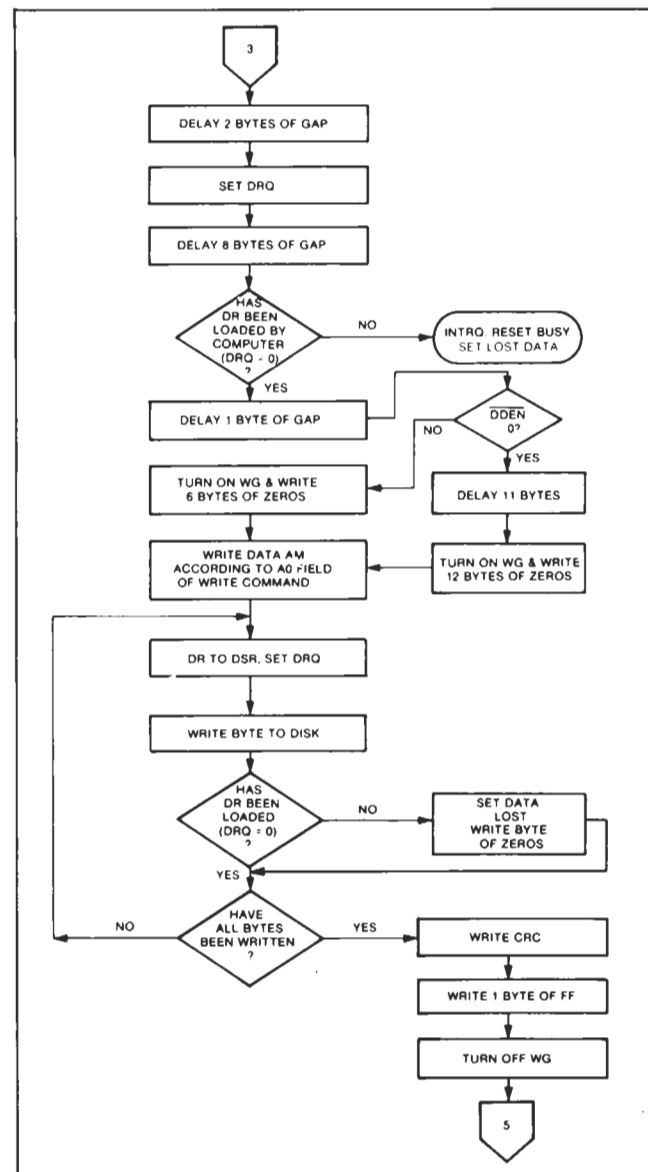 3
DELAY 2 BYTES OF GAP
SET DRQ
DELAY 8 BYTES OF GAP
HAS
DR BEEN
LOADED BY
COMPUTER
(DRQ - 0)
?
NO
INTRQ. RESET BUSY
SET LOST DATA
YES
DELAY 1 BYTE OF GAP
DDEN
0?
NO
YES
TURN ON WG & WRITE
6 BYTES OF ZEROS
DELAY 11 BYTES
WRITE DATA AM
ACCORDING TO A0 FIELD
OF WRITE COMMAND
TURN ON WG & WRITE
12 BYTES OF ZEROS
DR TO DSR, SET DRQ
WRITE BYTE TO DISK
HAS
DR BEEN
LOADED
(DRQ = 0)
?
NO
SET DATA
LOST
WRITE BYTE
OF ZEROS
YES
HAVE
ALL BYTES
BEEN WRITTEN
?
NO
YES
WRITE CRC
WRITE 1 BYTE OF FF
TURN OFF WG
5